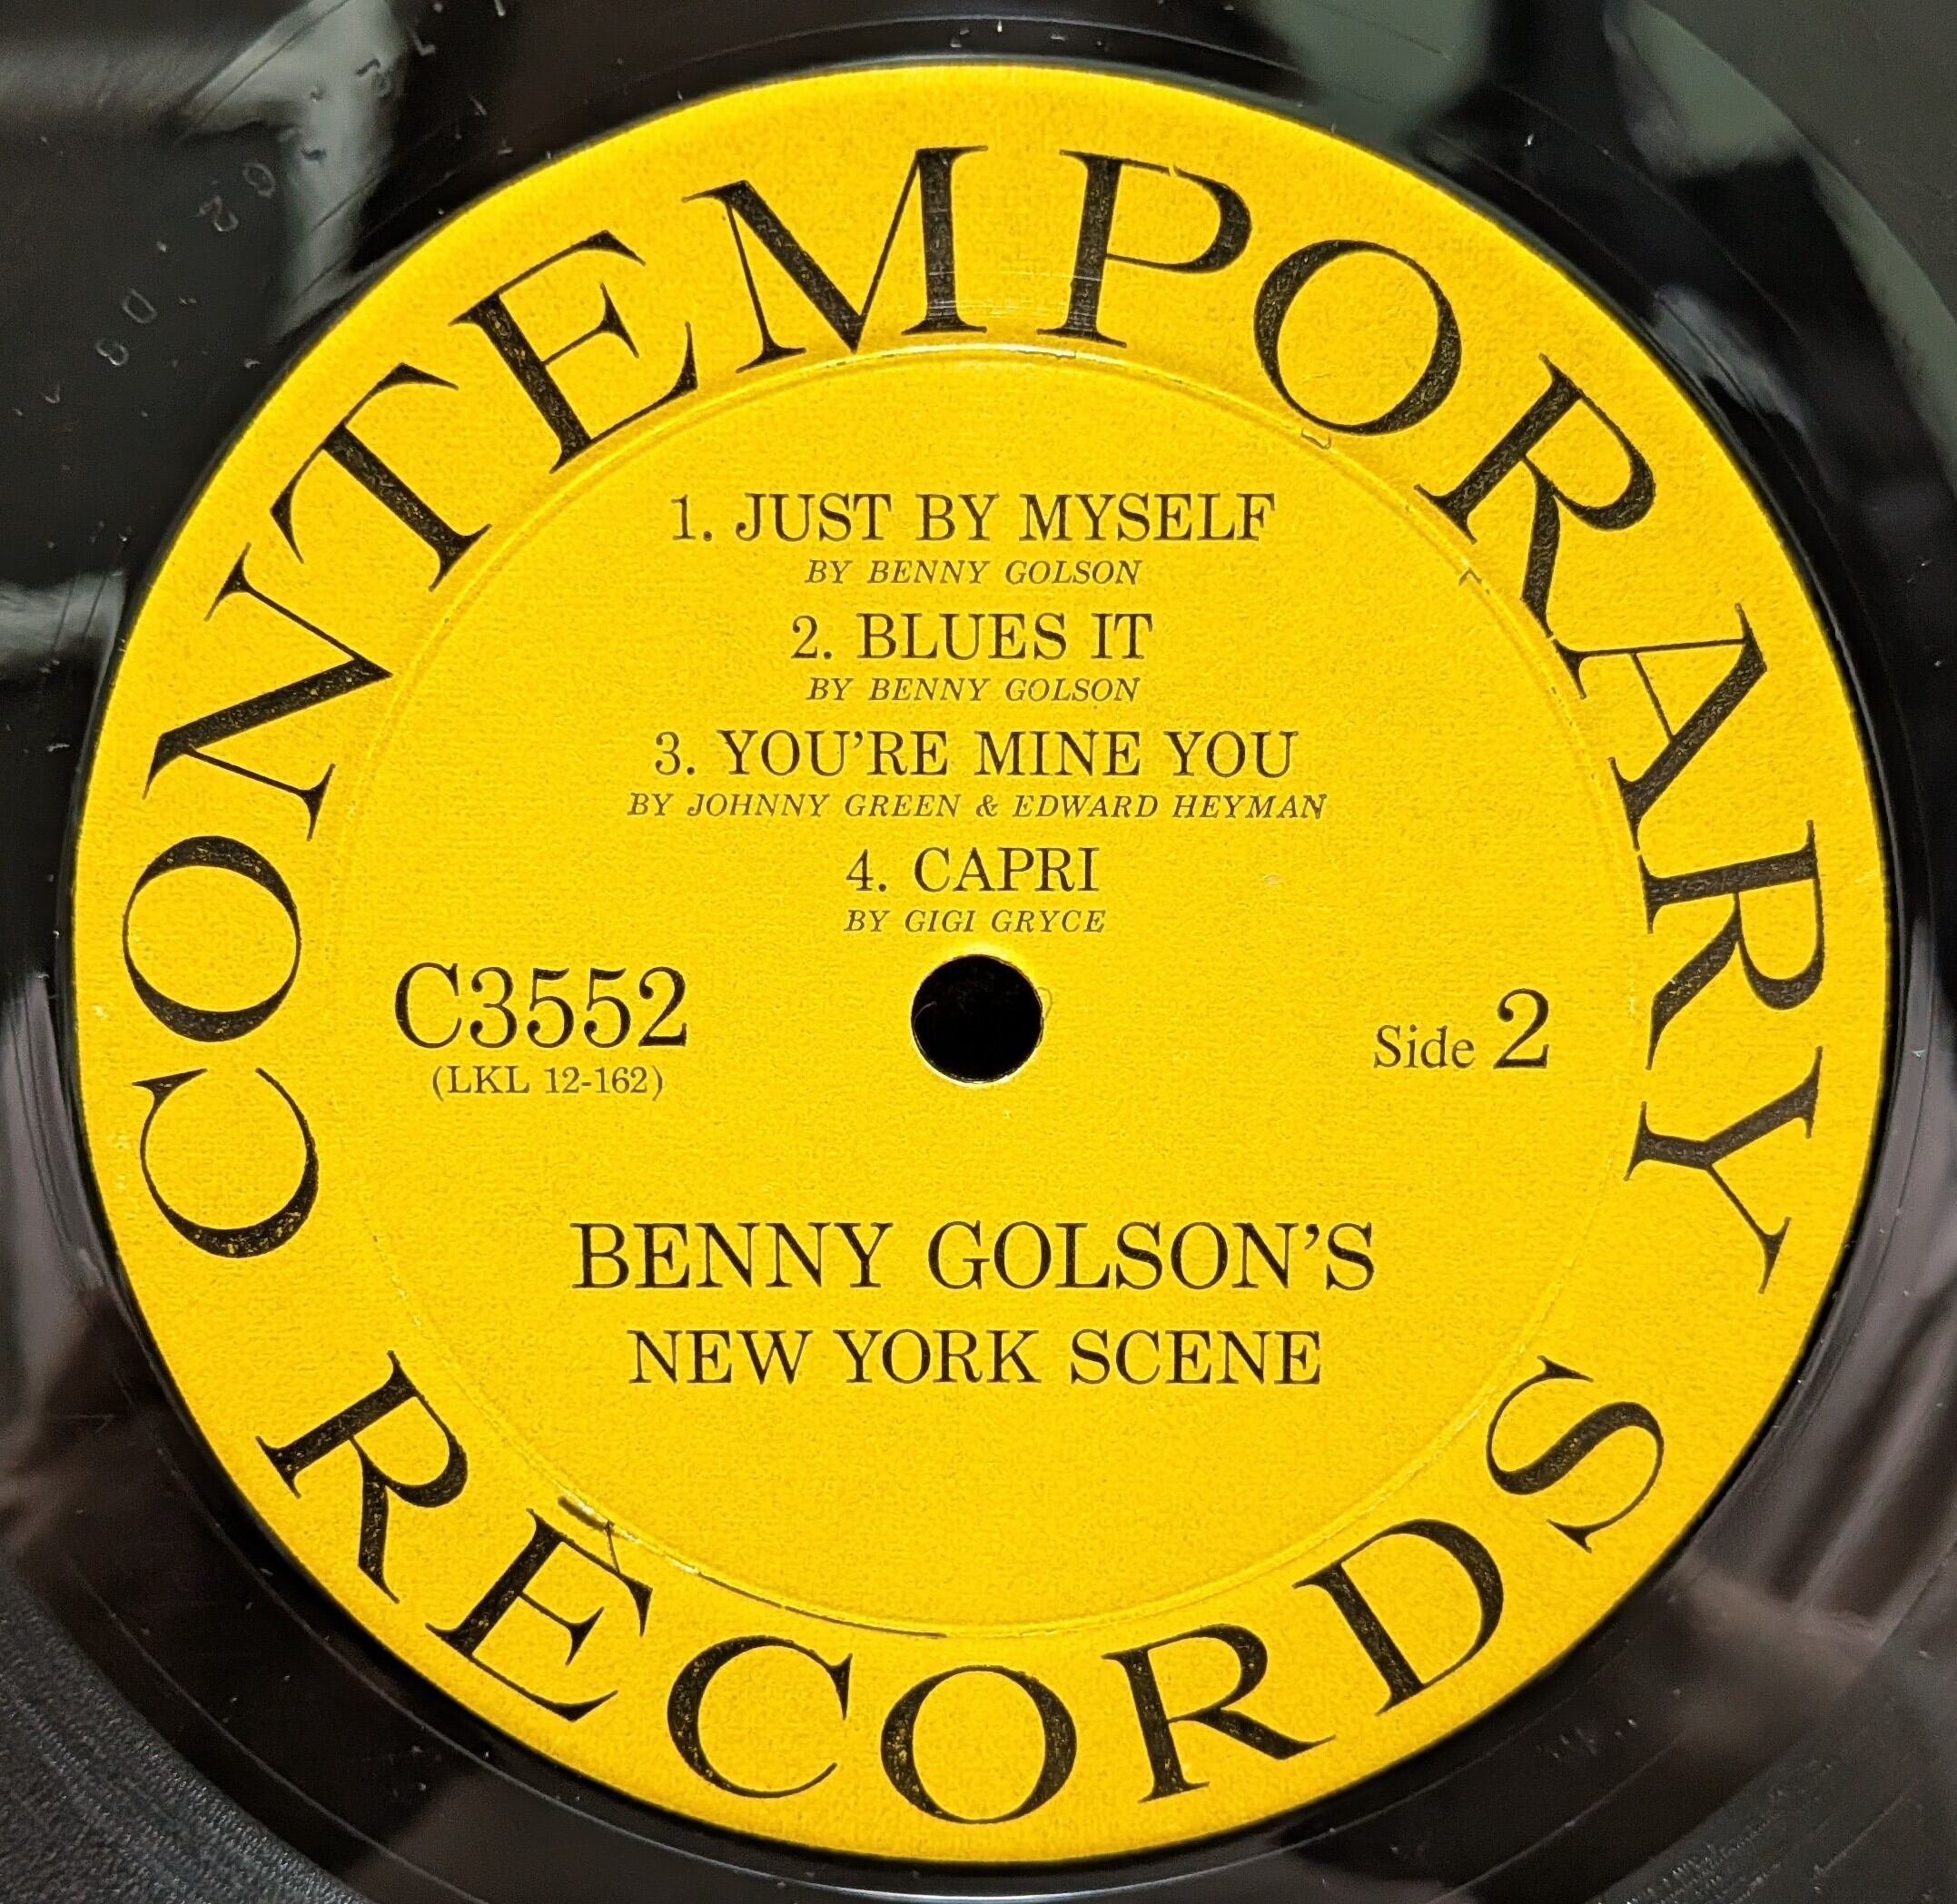 CONTEMPORARY
1. JUST BY MYSELF
BY BENNY GOLSON
2. BLUES IT
BY BENNY GOLSON
3. YOU'RE MINE YOU
BY JOHNNY GREEN & EDWARD HEYMAN
4. CAPRI
BY GIGI GRYCE
C3552
(LKL 12-162)
Side 2
BENNY GOLSON'S
NEW YORK SCENE
RECORDS